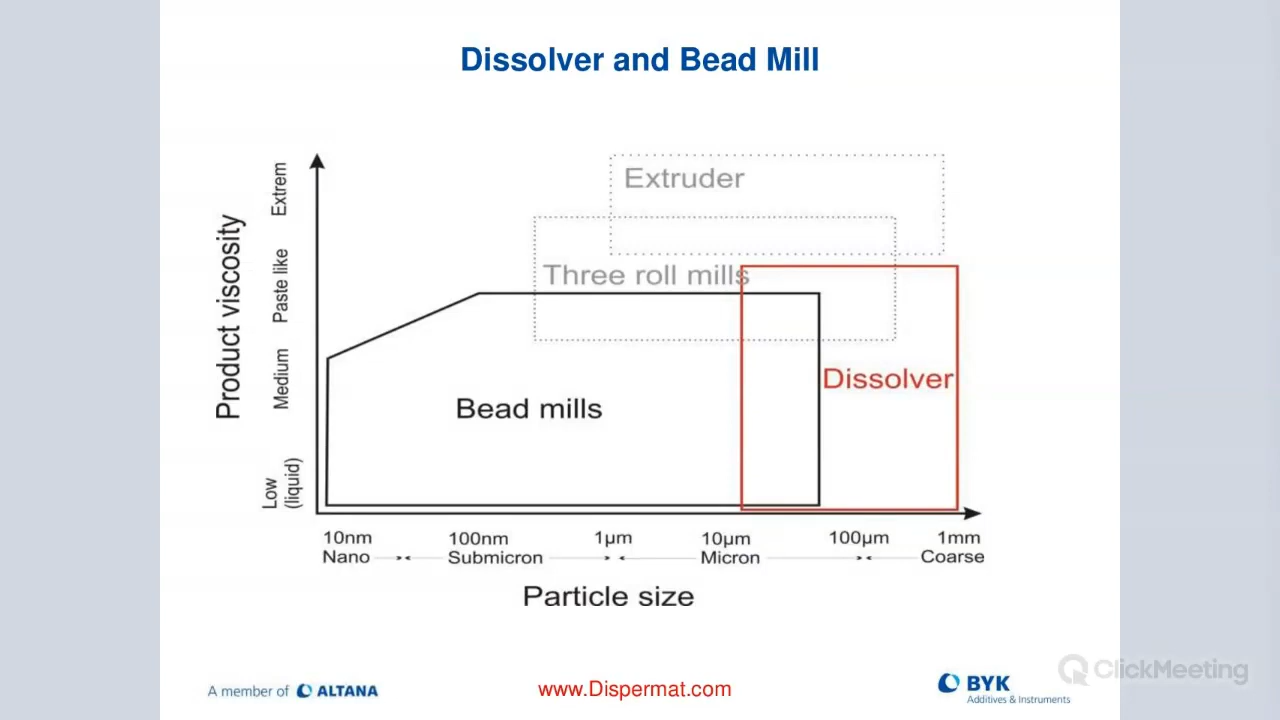 Dissolver and Bead Mill
Product viscosity
Extrem
Paste like
Medium
Low
(liquid)
Extruder
Three roll mills
Dissolver
Bead mills
10nm 100nm 1µm 10µm 100µm 1mm
Nano Submicron Micron Coarse
Particle size
A member of ALTANA
www.Dispermat.com
BYK
Additives & Instruments
ClickMeeting